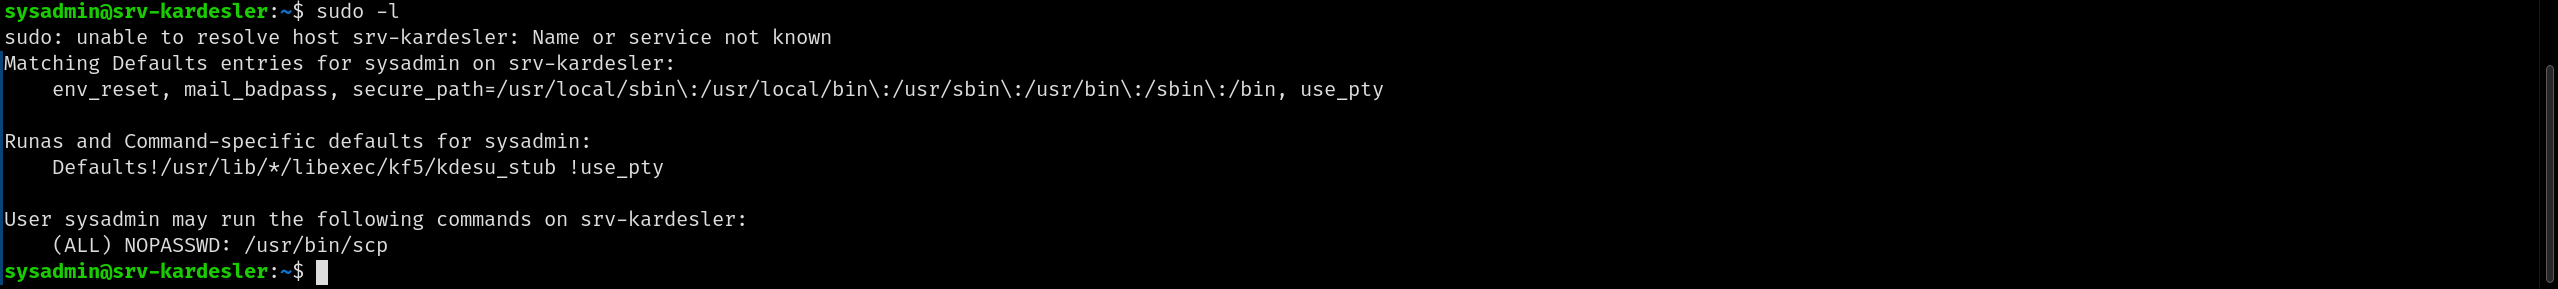 sysadmin@srv-kardesler:~$ sudo -l
sudo: unable to resolve host srv-kardesler: Name or service not known
Matching Defaults entries for sysadmin on srv-kardesler:
    env_reset, mail_badpass, secure_path=/usr/local/sbin\:/usr/local/bin\:/usr/sbin\:/usr/bin\:/sbin\:/bin, use_pty

Runas and Command-specific defaults for sysadmin:
    Defaults!/usr/lib/*/libexec/kf5/kdesu_stub !use_pty

User sysadmin may run the following commands on srv-kardesler:
    (ALL) NOPASSWD: /usr/bin/scp
sysadmin@srv-kardesler:~$